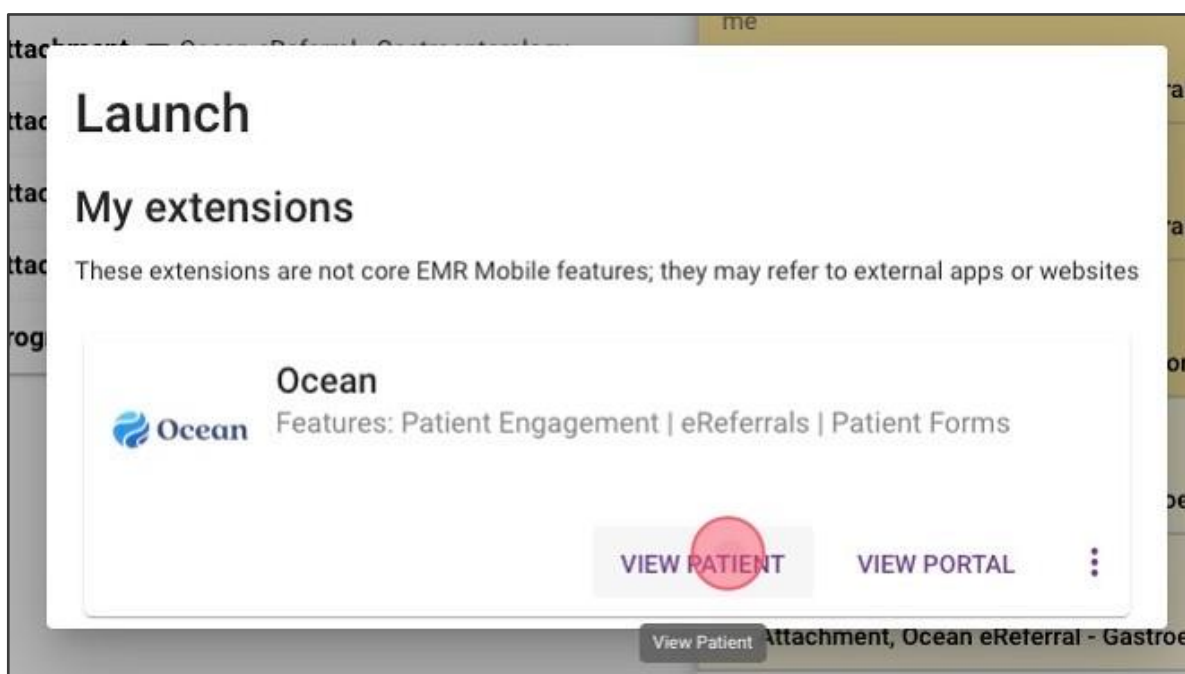 me
Launch
My extensions
These extensions are not core EMR Mobile features; they may refer to external apps or websites
Ocean
Ocean
Features: Patient Engagement | eReferrals | Patient Forms
VIEW PATIENT
VIEW PORTAL
View Patient
Attachment, Ocean eReferral - Gastroe